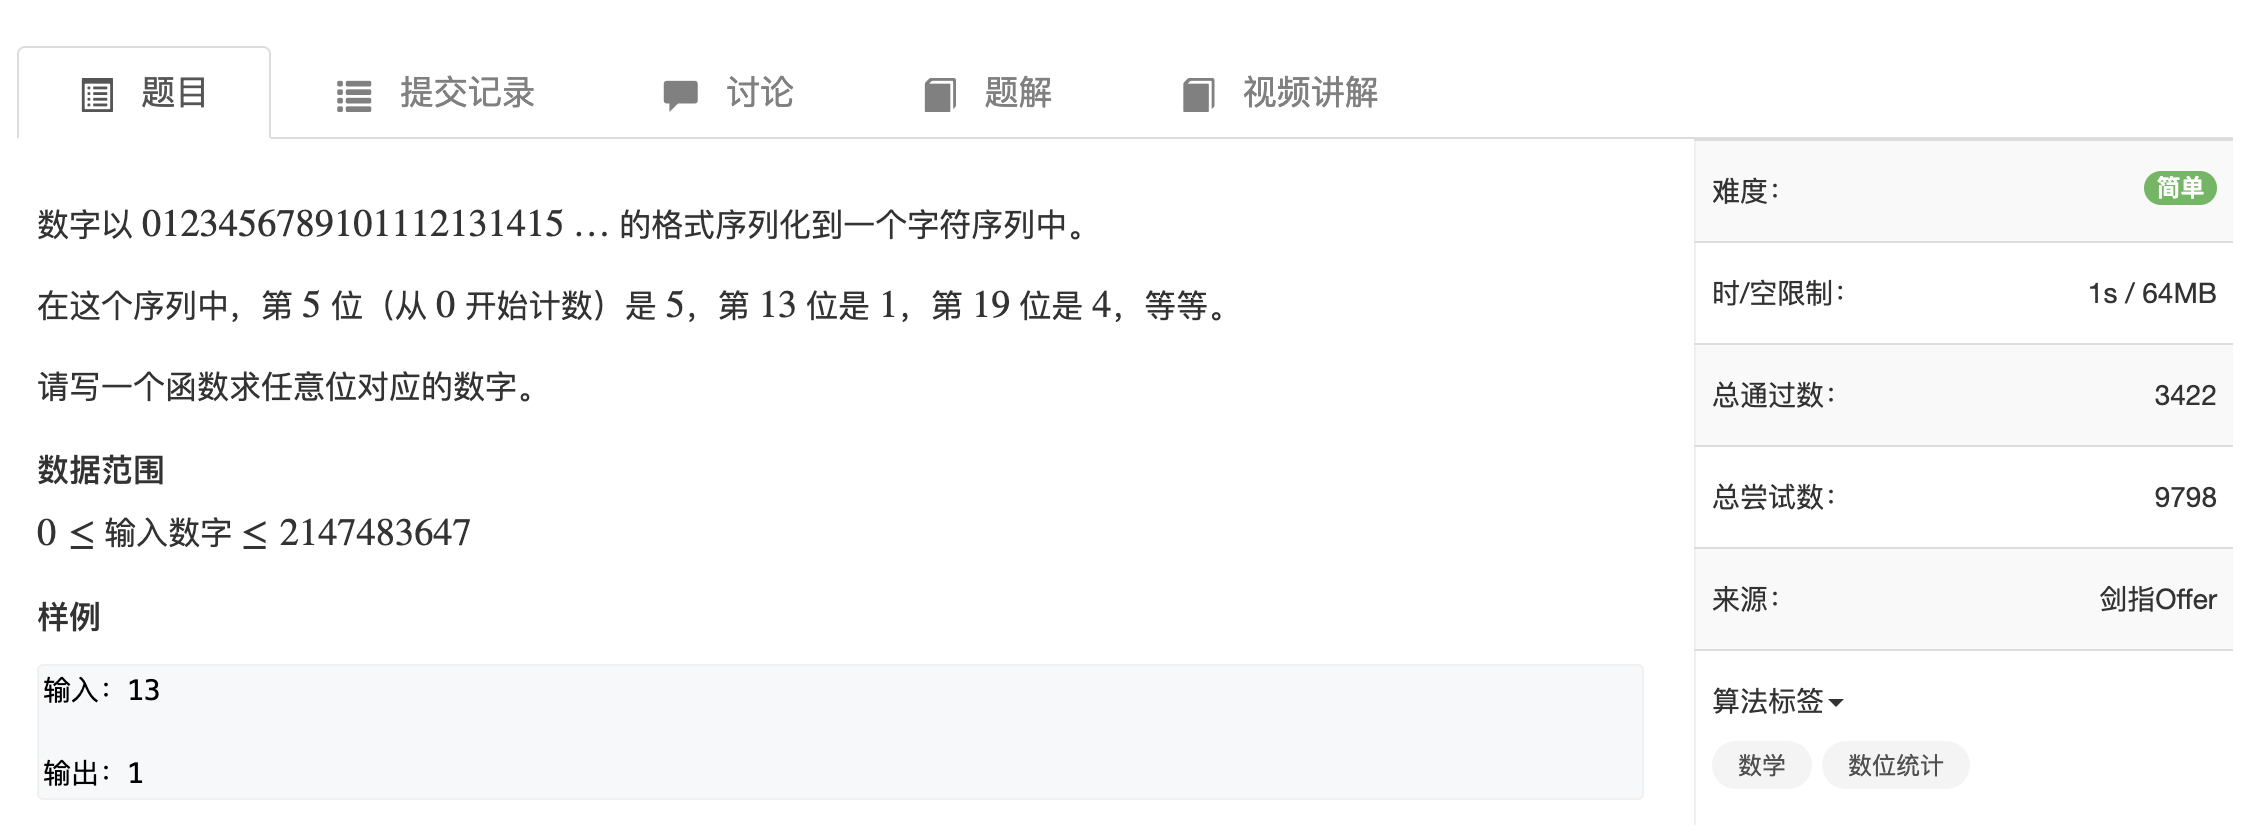 题目 提交记录 讨论 题解 视频讲解
数字以 0123456789101112131415 … 的格式序列化到一个字符序列中。
在这个序列中，第 5 位（从 0 开始计数）是 5，第 13 位是 1，第 19 位是 4，等等。
请写一个函数求任意位对应的数字。
数据范围
0 ≤ 输入数字 ≤ 2147483647
样例
输入：13
输出：1
难度： 简单
时/空限制： 1s / 64MB
总通过数： 3422
总尝试数： 9798
来源： 剑指Offer
算法标签
数学 数位统计